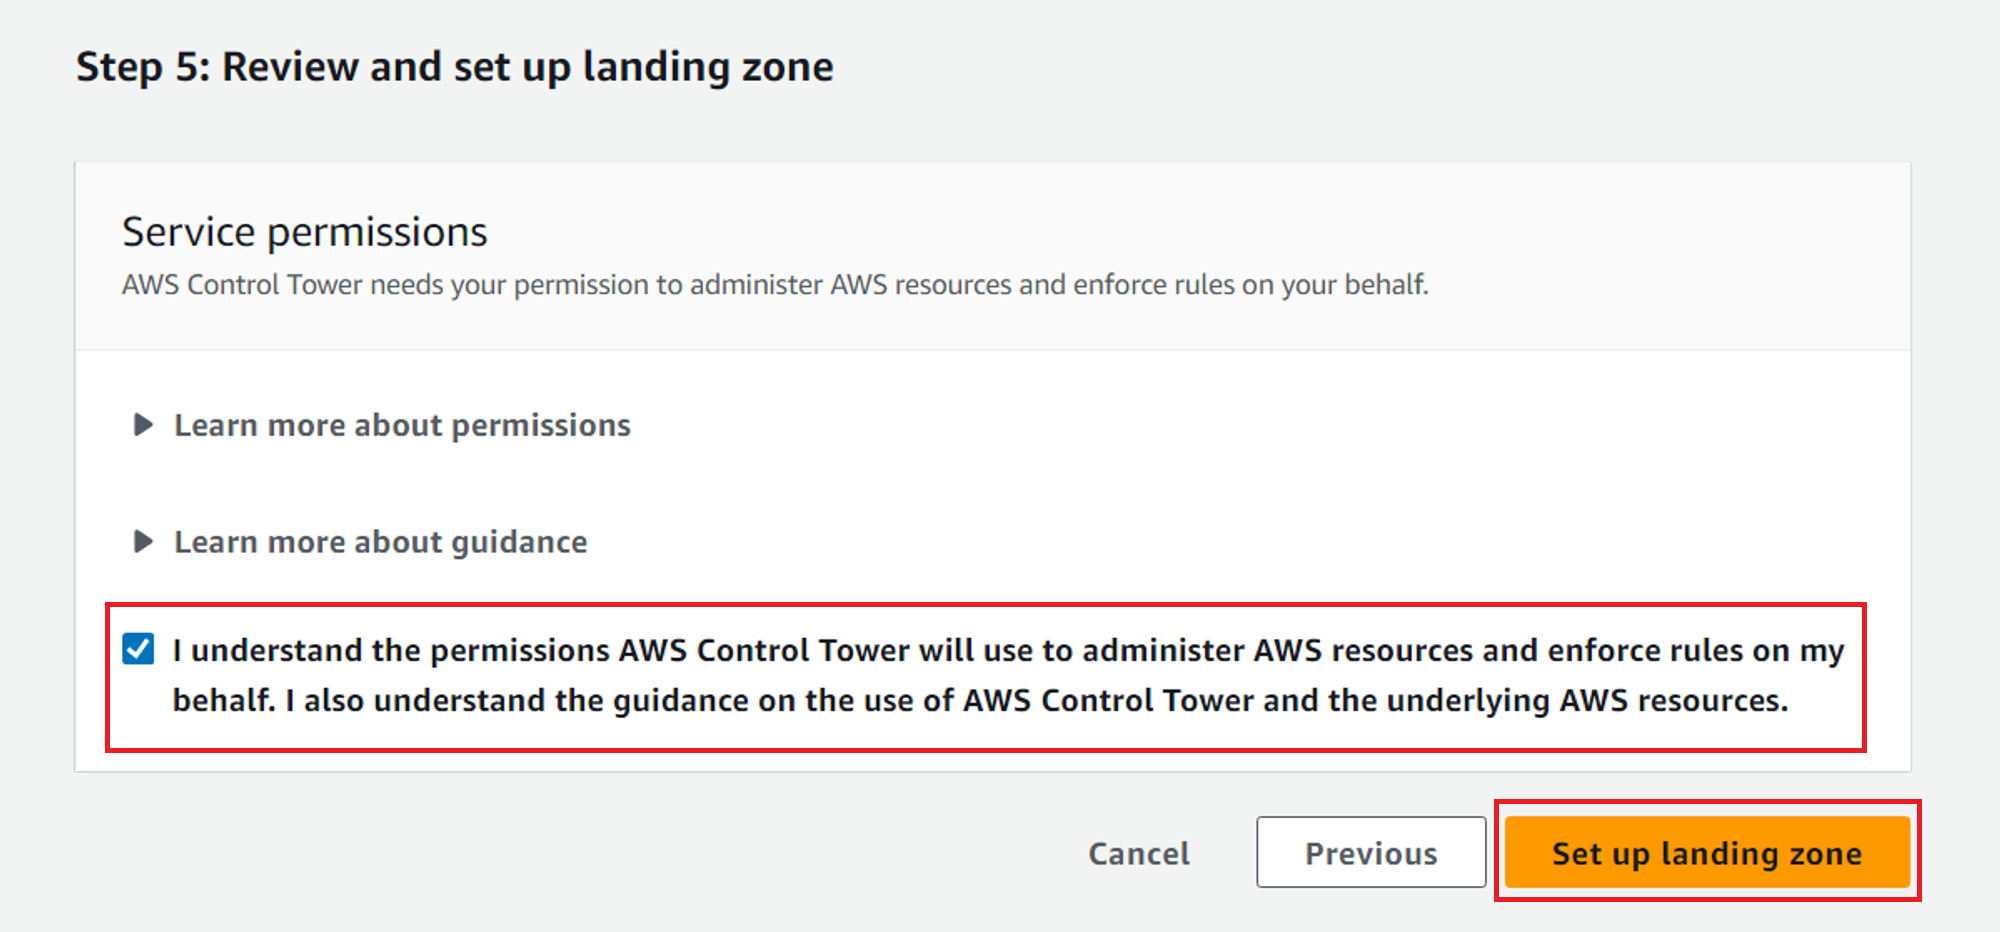 Step 5: Review and set up landing zone
Service permissions
AWS Control Tower needs your permission to administer AWS resources and enforce rules on your behalf.
Learn more about permissions
Learn more about guidance
I understand the permissions AWS Control Tower will use to administer AWS resources and enforce rules on my
behalf. I also understand the guidance on the use of AWS Control Tower and the underlying AWS resources.
Cancel
Previous
Set up landing zone